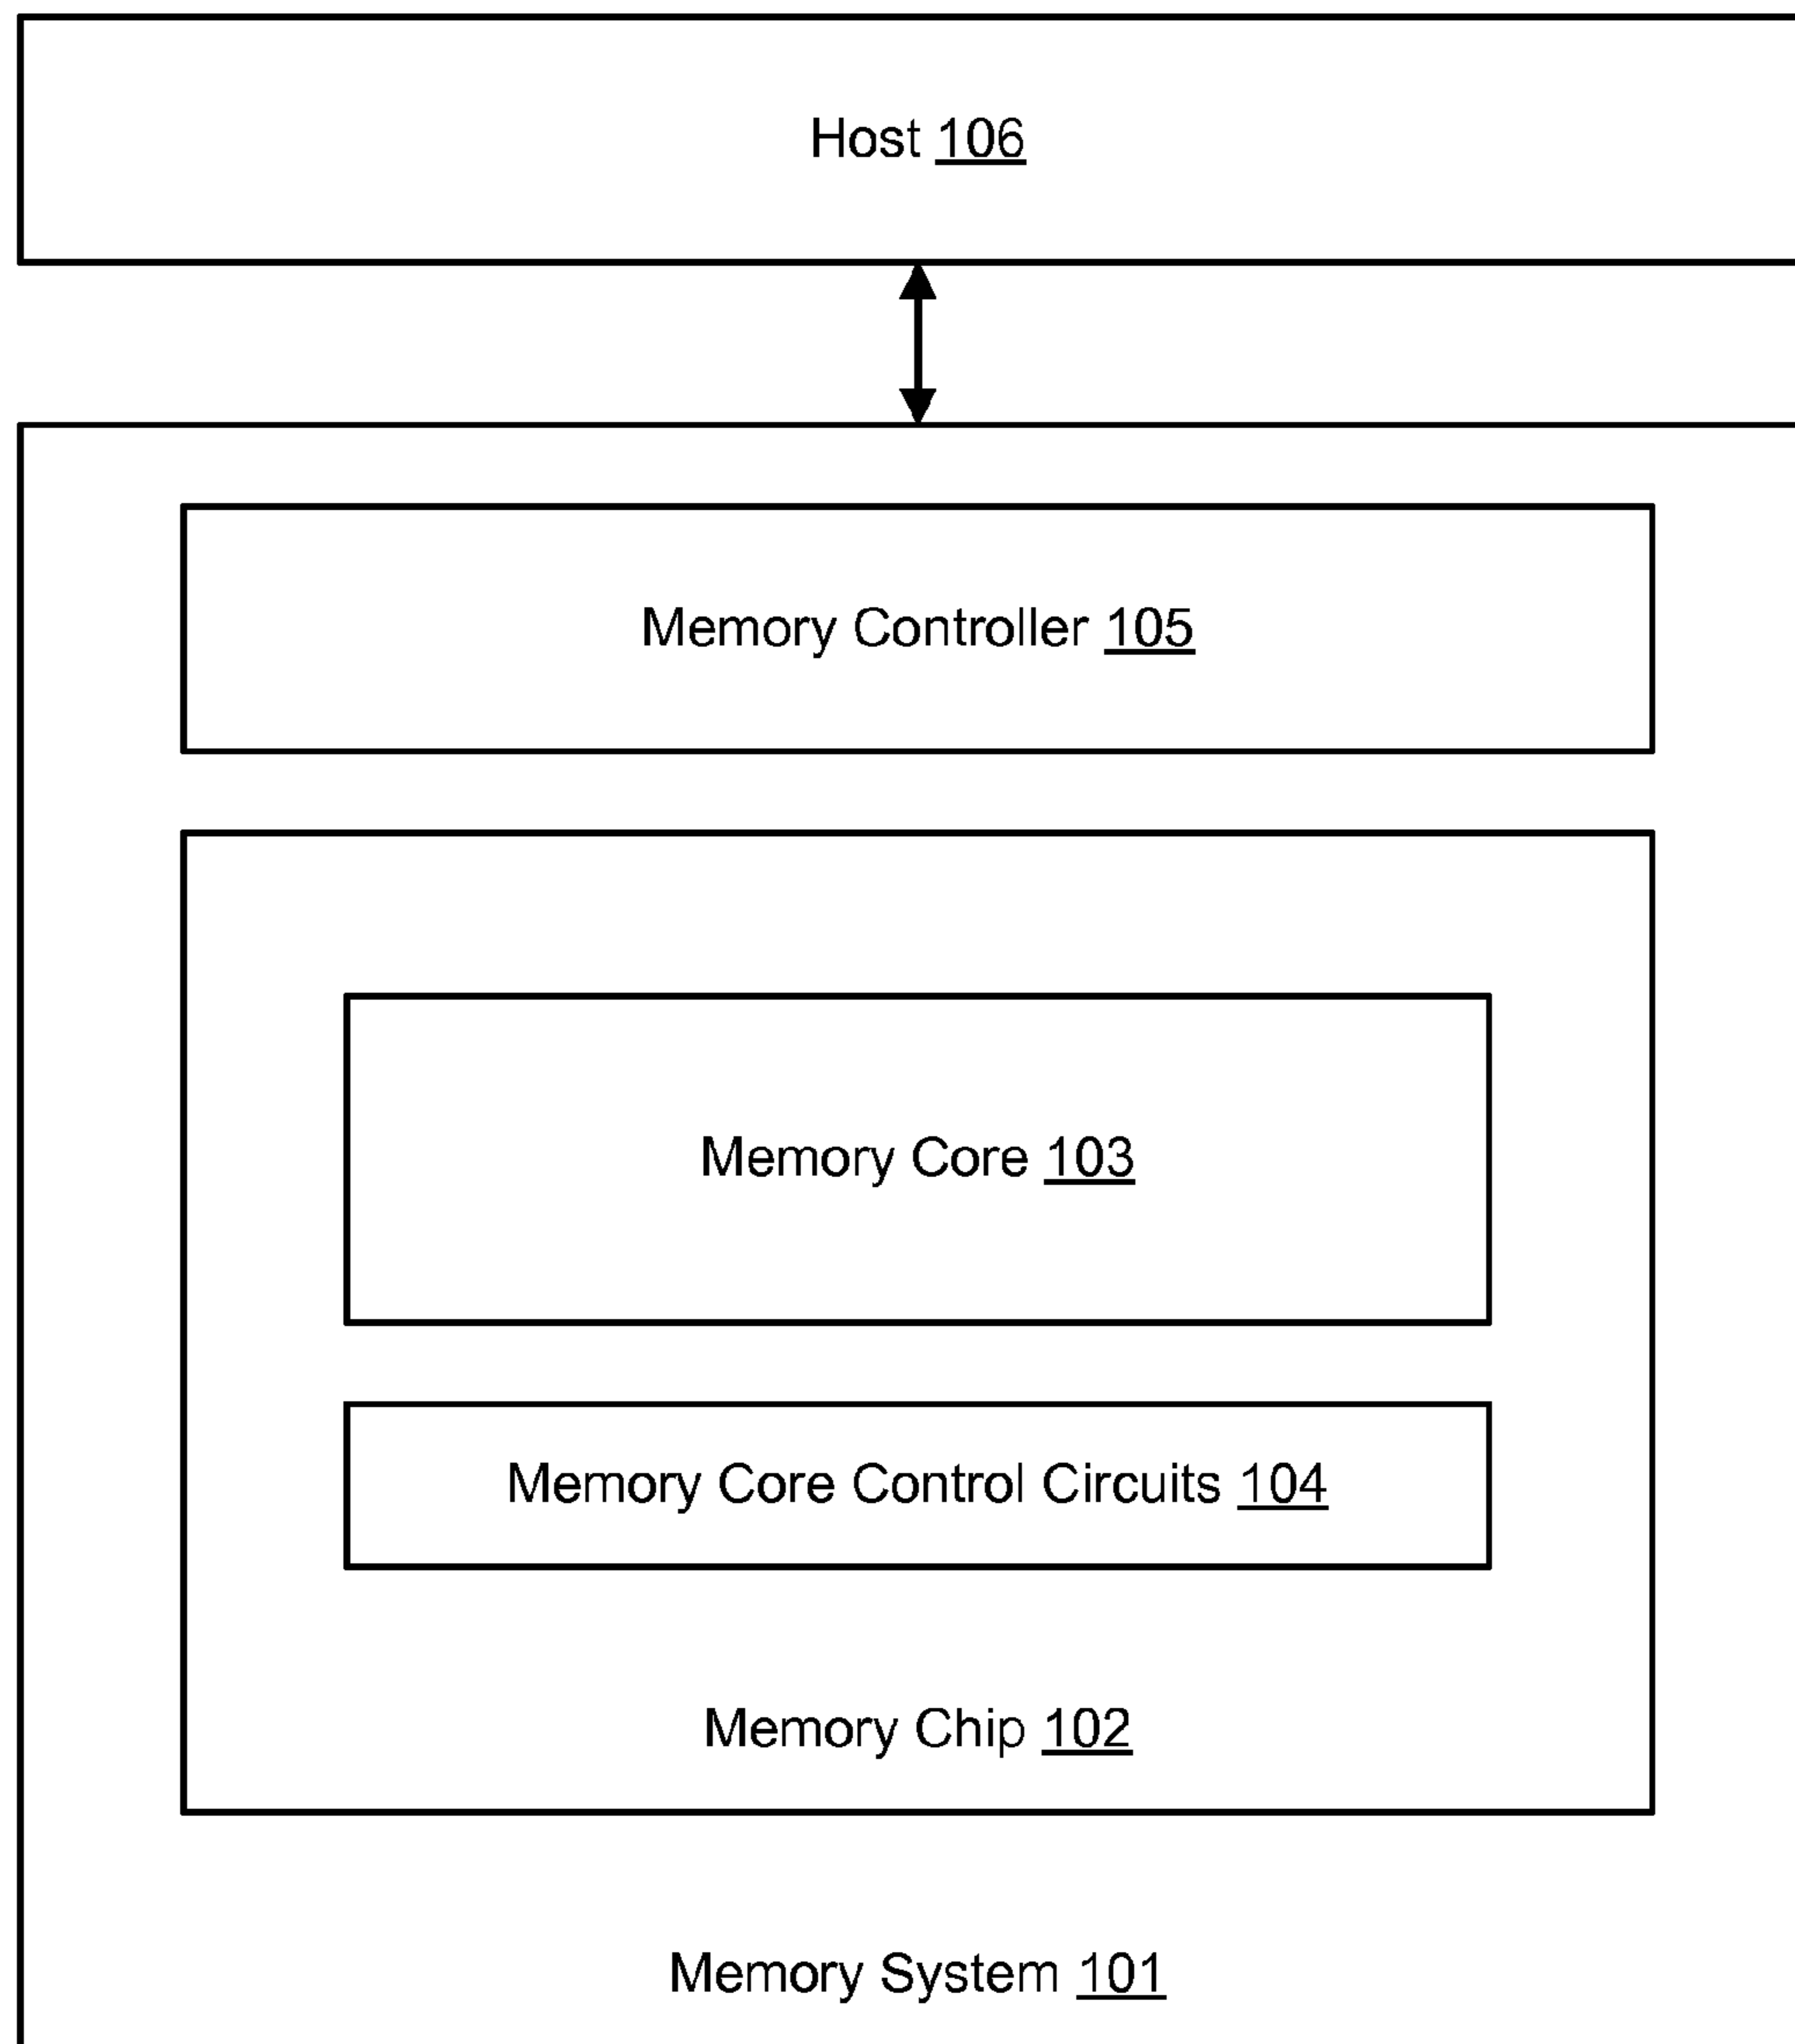 Host 106
Memory Controller 105
Memory Core 103
Memory Core Control Circuits 104
Memory Chip 102
Memory System 101